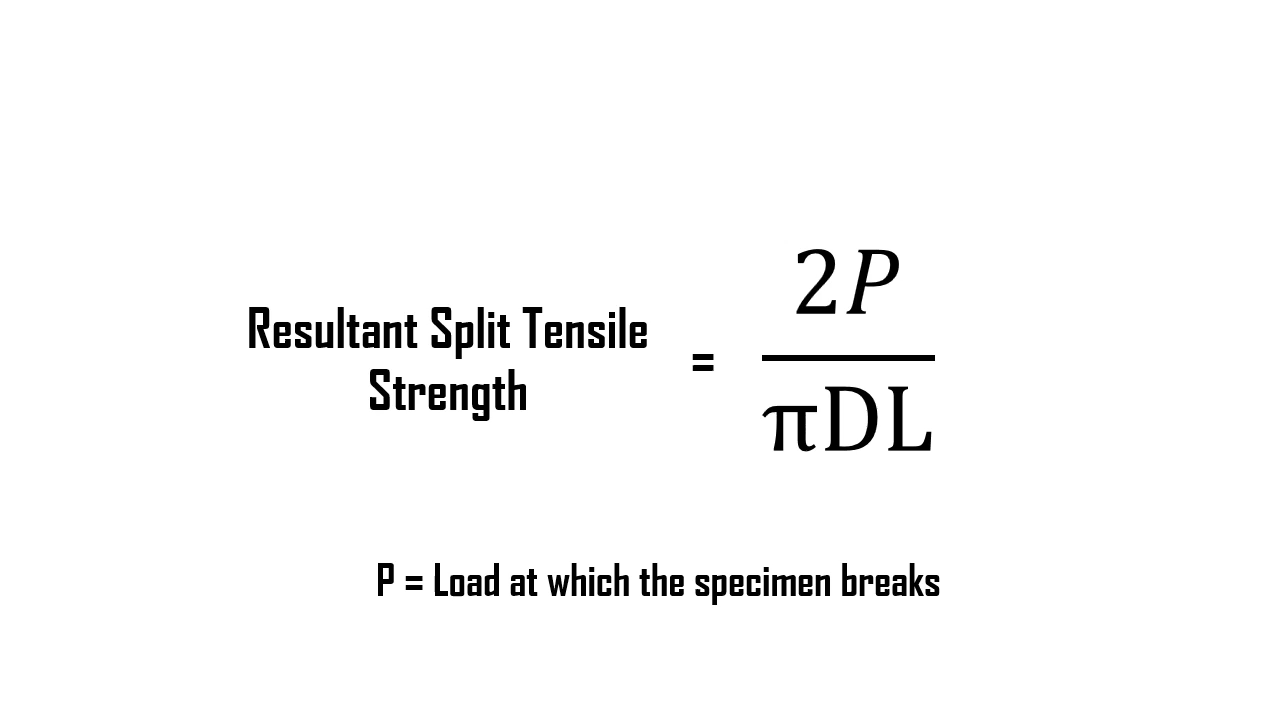 Resultant Split Tensile
Strength
=
2P
πDL
P = Load at which the specimen breaks